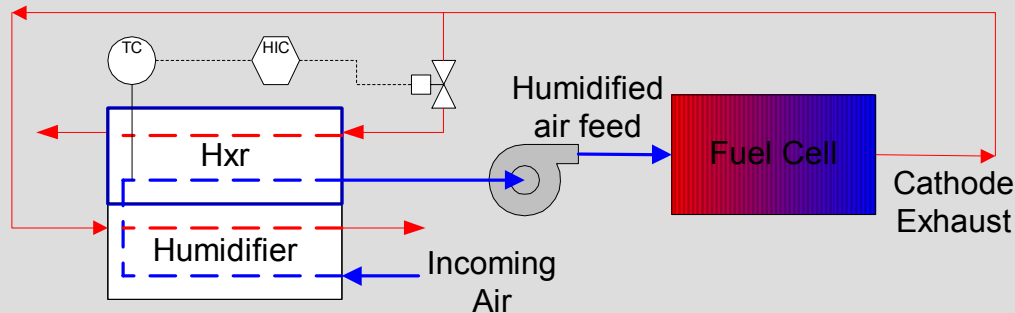 TC
HIC
Humidified
air feed
Hxr
Fuel Cell
Cathode
Exhaust
Humidifier
Incoming
Air